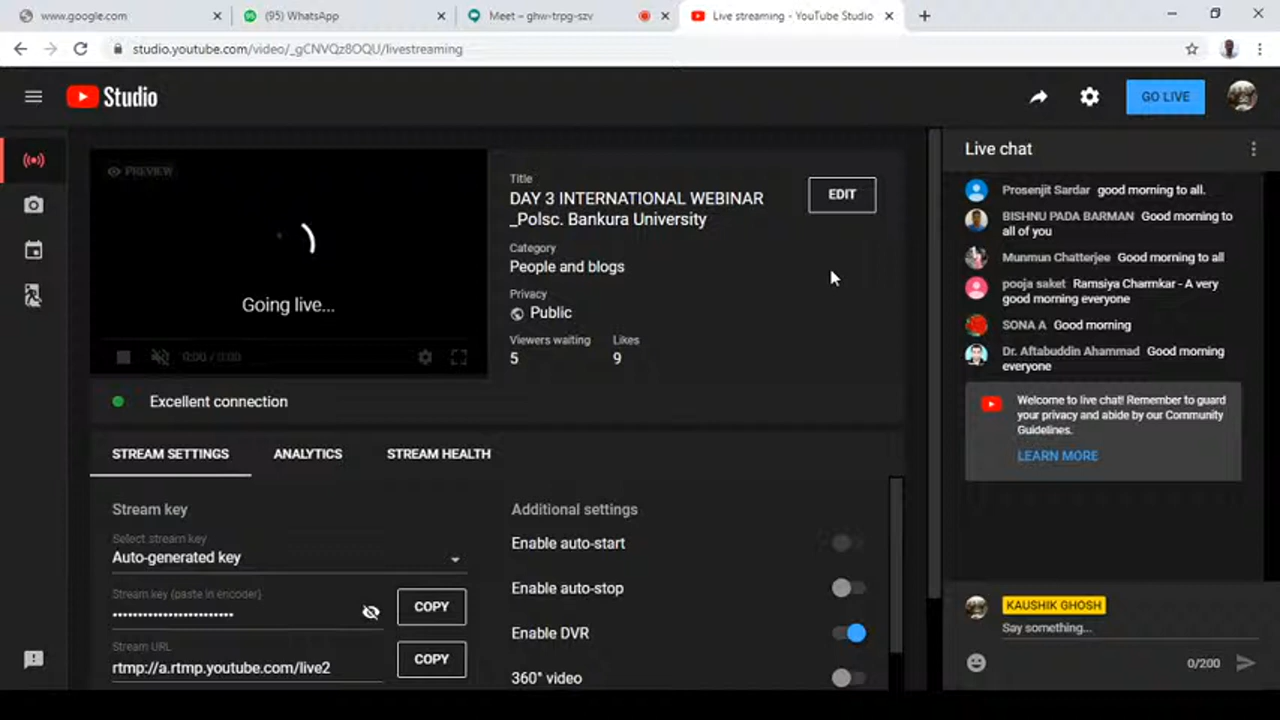 www.google.com
(95) WhatsApp
Meet – ghw-trpg-szv
Live streaming - YouTube Studio
studio.youtube.com/video/_gCNVQz8OQU/livestreaming
Studio
GO LIVE
PREVIEW
Going live...
0:00 / 0:00
Title
DAY 3 INTERNATIONAL WEBINAR
_Polsc. Bankura University
EDIT
Category
People and blogs
Privacy
Public
Viewers waiting
Likes
5
9
Excellent connection
STREAM SETTINGS
ANALYTICS
STREAM HEALTH
Stream key
Select stream key
Auto-generated key
Stream key (paste in encoder)
••••••••••••••••••••••••
COPY
Stream URL
rtmp://a.rtmp.youtube.com/live2
COPY
Additional settings
Enable auto-start
Enable auto-stop
Enable DVR
360° video
Live chat
Prosenjit Sardar good morning to all.
BISHNU PADA BARMAN Good morning to
all of you
Munmun Chatterjee Good morning to all
pooja saket Ramsiya Charmkar - A very
good morning everyone
SONA A Good morning
Dr. Aftabuddin Ahammad Good morning
everyone
Welcome to live chat! Remember to guard
your privacy and abide by our Community
Guidelines.
LEARN MORE
KAUSHIK GHOSH
Say something...
0/200